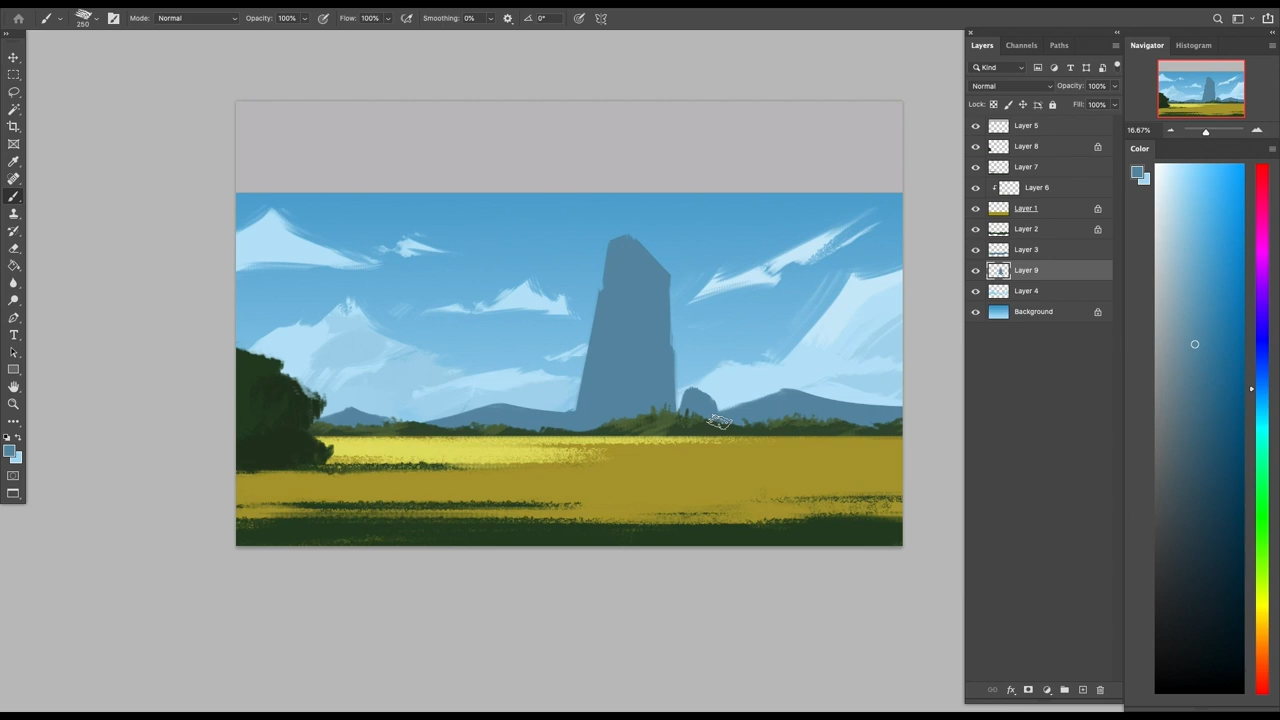 250
Mode: Normal
Opacity: 100%
Flow: 100%
Smoothing: 0%
0°
Layers Channels Paths
Kind
Normal Opacity: 100%
Lock: Fill: 100%
Layer 5
Layer 8
Layer 7
Layer 6
Layer 1
Layer 2
Layer 3
Layer 9
Layer 4
Background
fx
Navigator Histogram
16.67%
Color